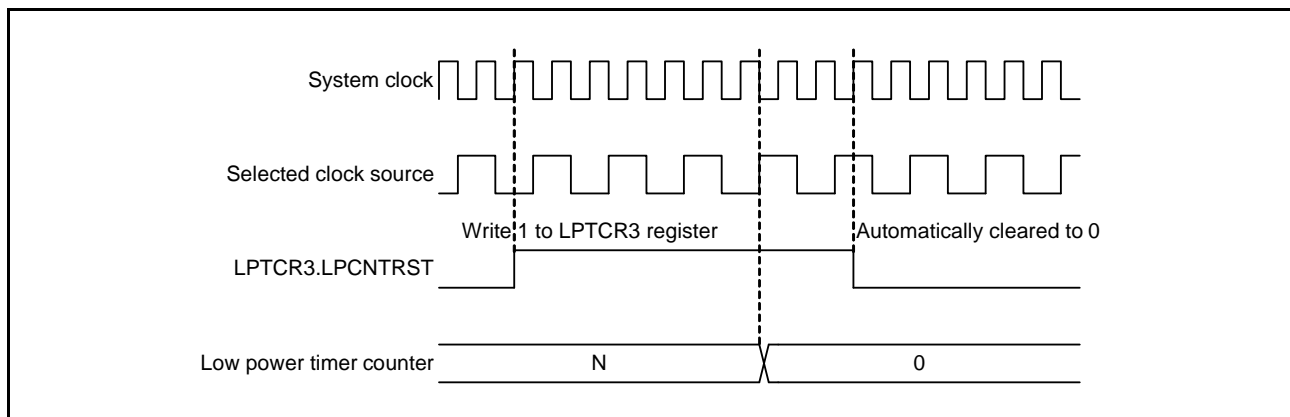 System clock
Selected clock source
Write 1 to LPTCR3 register
Automatically cleared to 0
LPTCR3.LPCNTRST
Low power timer counter
N
0